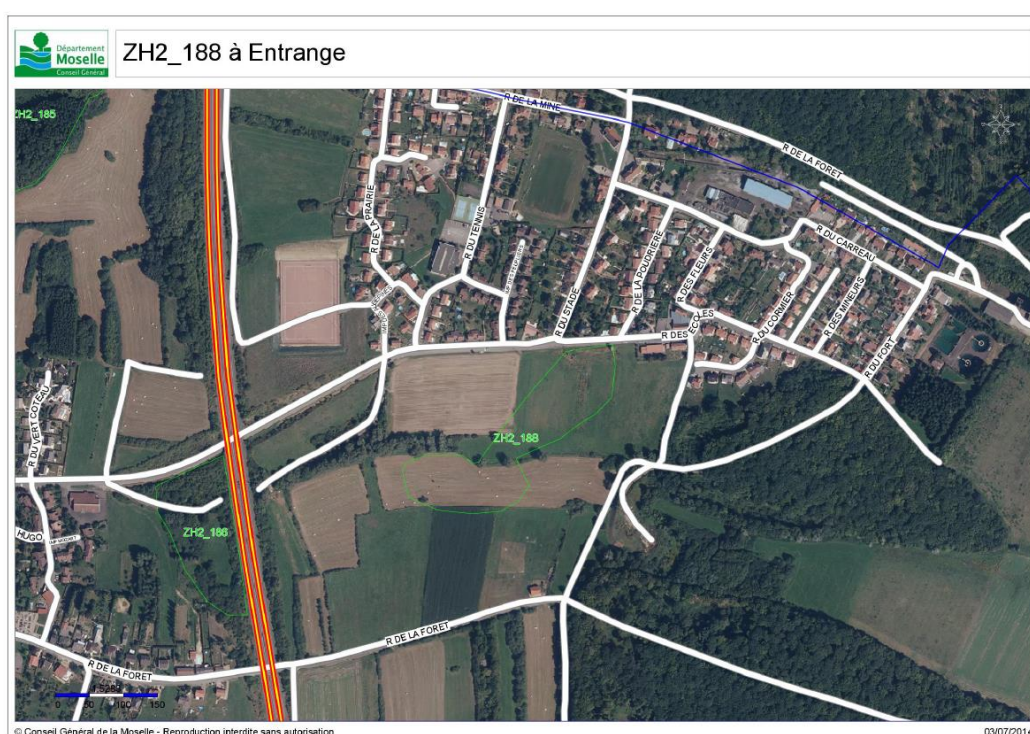 Département
Moselle
Conseil Général
ZH2_188 à Entrange
ZH2_185
R DE LA MINE
R DE LA FORET
R DE LA PRAIRIE
R DU TENNIS
R DU STADE
R DE LA POUDRIERE
R DES FLEURS
R DU CARREAU
R DU CORMIER
R DES MINEURS
R DES ECOLES
R DU FORT
R DU VERT COTEAU
ZH2_188
ZH2_186
HUGO
R DE LA FORET
R DE LA FORET
0 50 100 150
© Conseil Général de la Moselle - Reproduction interdite sans autorisation
03/07/2014